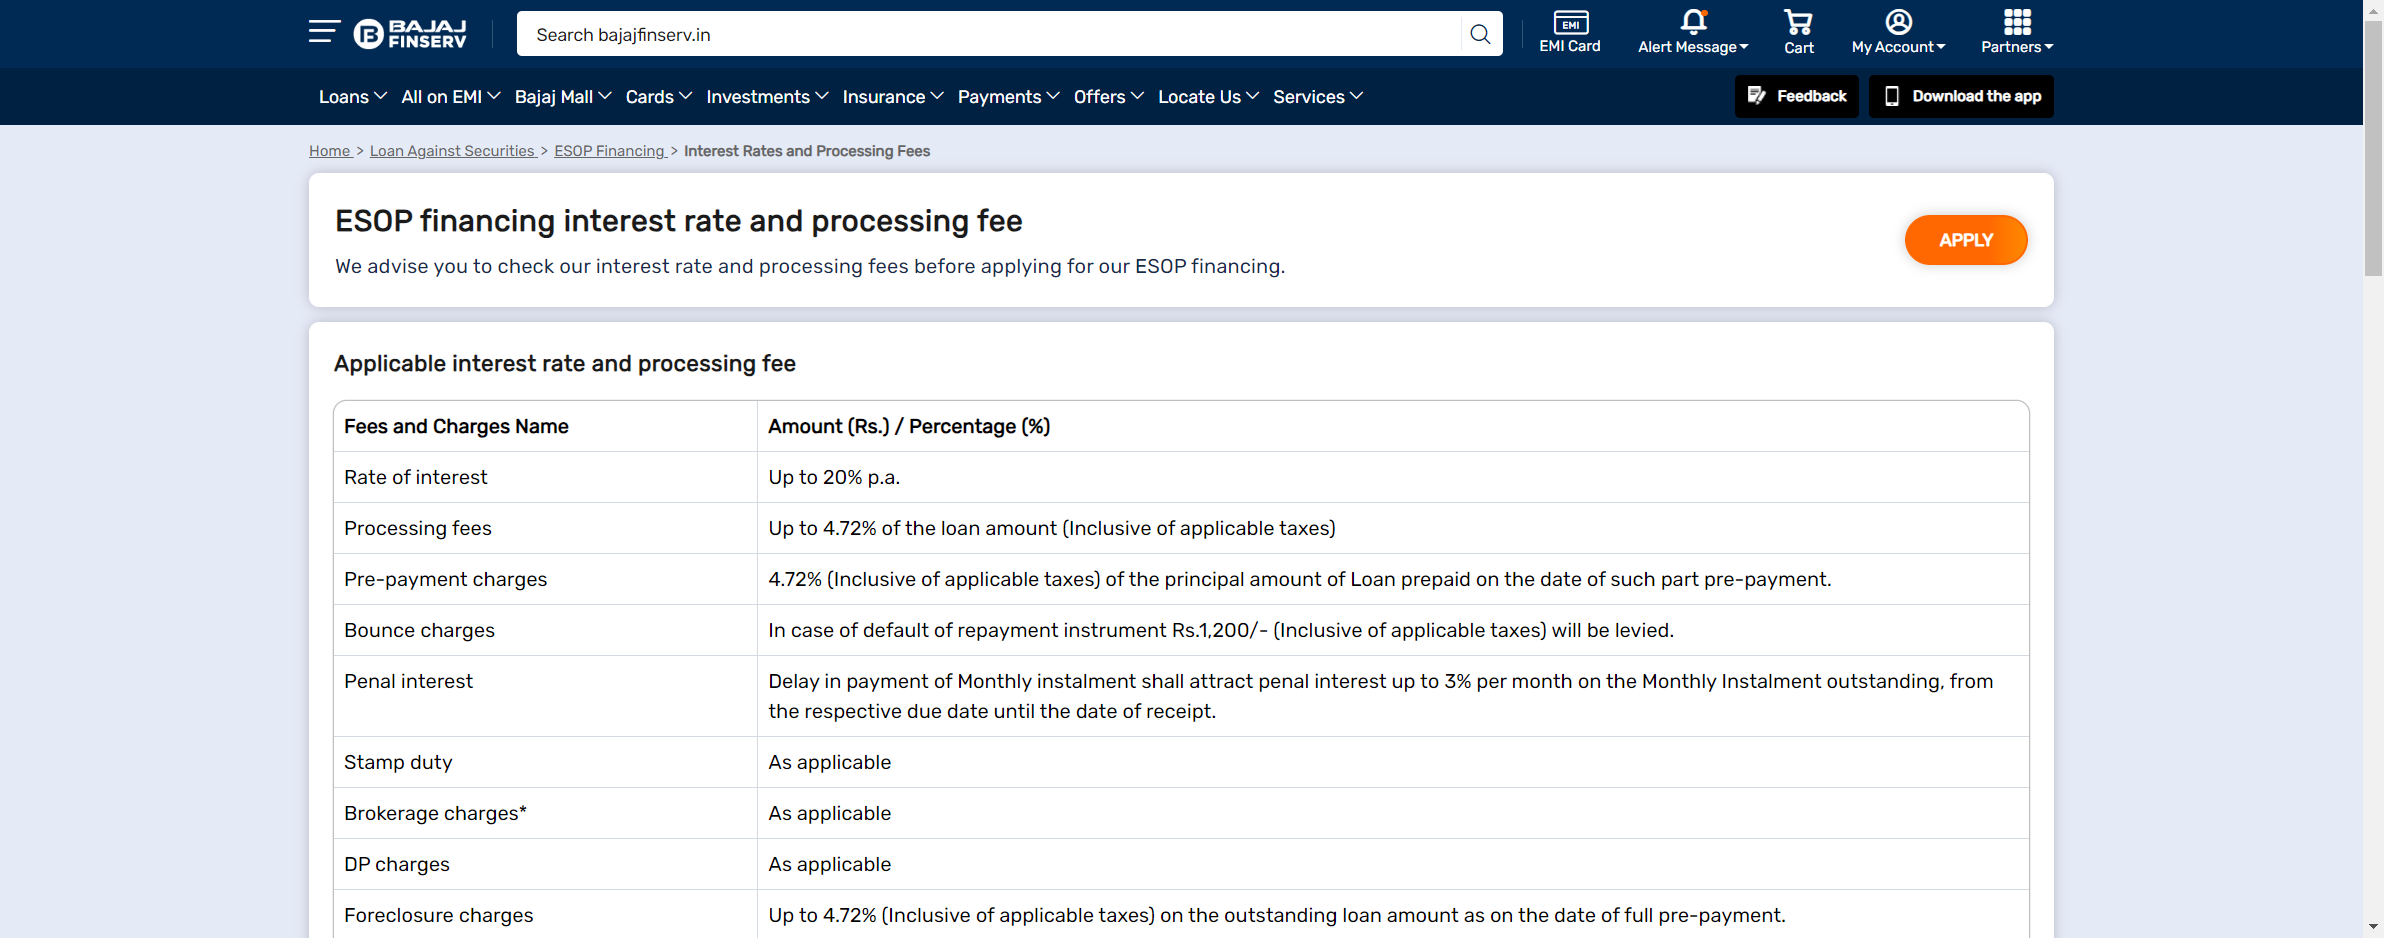 BAJAJ
FINSERV
Search bajajfinserv.in
EMI
EMI Card
Alert Message
Cart
My Account
Partners
Loans All on EMI Bajaj Mall Cards Investments Insurance Payments Offers Locate Us Services
Feedback
Download the app
Home > Loan Against Securities > ESOP Financing > Interest Rates and Processing Fees
ESOP financing interest rate and processing fee
We advise you to check our interest rate and processing fees before applying for our ESOP financing.
APPLY
Applicable interest rate and processing fee
Fees and Charges Name Amount (Rs.) / Percentage (%)
Rate of interest Up to 20% p.a.
Processing fees Up to 4.72% of the loan amount (Inclusive of applicable taxes)
Pre-payment charges 4.72% (Inclusive of applicable taxes) of the principal amount of Loan prepaid on the date of such part pre-payment.
Bounce charges In case of default of repayment instrument Rs.1,200/- (Inclusive of applicable taxes) will be levied.
Penal interest Delay in payment of Monthly instalment shall attract penal interest up to 3% per month on the Monthly Instalment outstanding, from
the respective due date until the date of receipt.
Stamp duty As applicable
Brokerage charges* As applicable
DP charges As applicable
Foreclosure charges Up to 4.72% (Inclusive of applicable taxes) on the outstanding loan amount as on the date of full pre-payment.